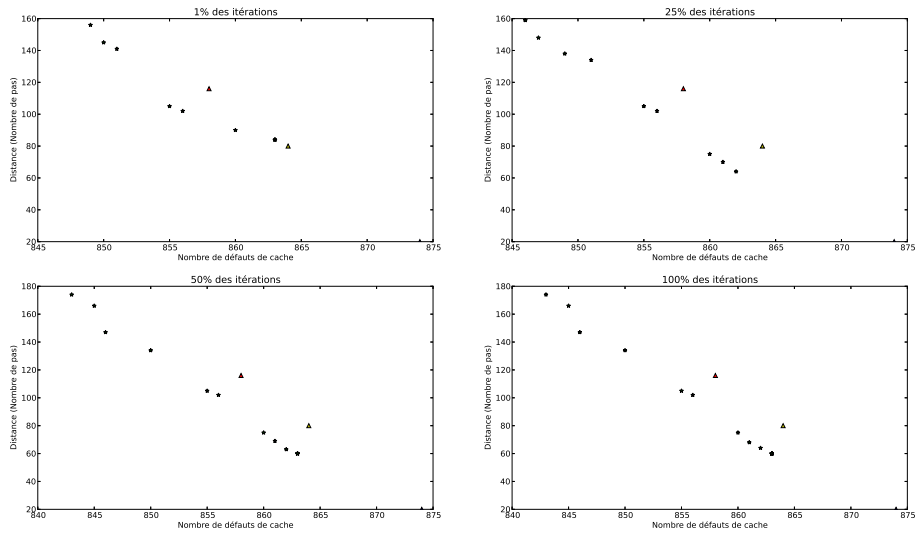 1% des itérations
160
140
120
100
80
60
40
20
Distance (Nombre de pas)
845 850 855 860 865 870 875
Nombre de défauts de cache
25% des itérations
160
140
120
100
80
60
40
20
Distance (Nombre de pas)
845 850 855 860 865 870 875
Nombre de défauts de cache
50% des itérations
180
160
140
120
100
80
60
40
20
Distance (Nombre de pas)
840 845 850 855 860 865 870 875
Nombre de défauts de cache
100% des itérations
180
160
140
120
100
80
60
40
20
Distance (Nombre de pas)
840 845 850 855 860 865 870 875
Nombre de défauts de cache